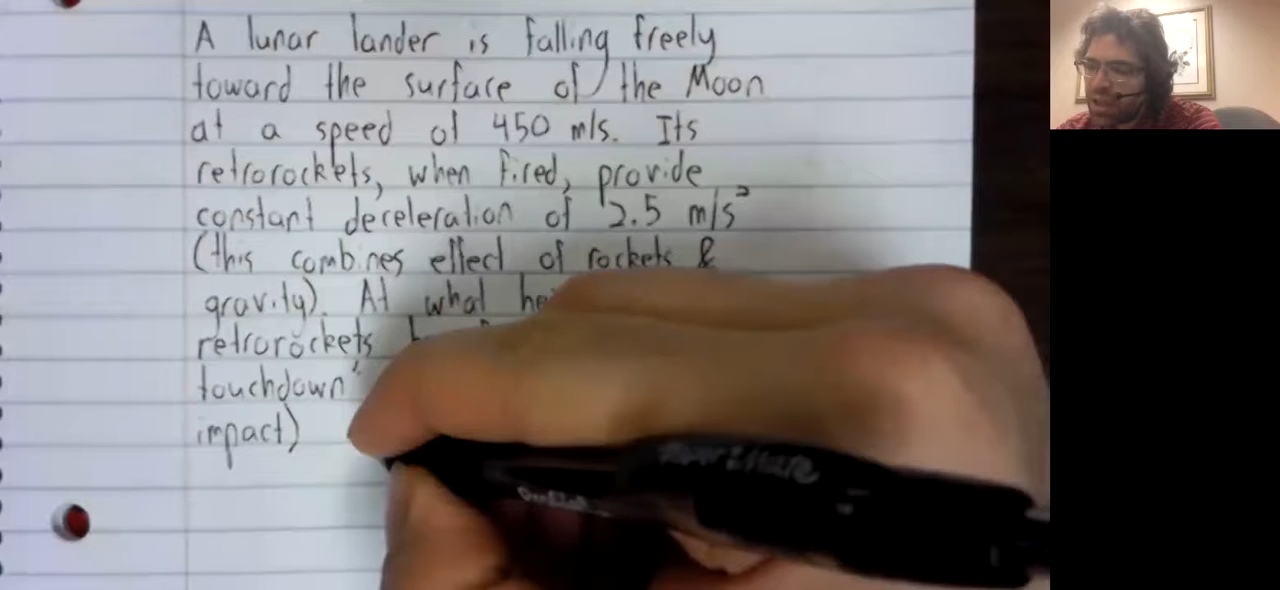 A lunar lander is falling freely
toward the surface of the Moon
at a speed of 450 m/s. Its
retrorockets, when fired, provide
constant deceleration of 2.5 m/s²
(this combines effect of rockets &
gravity). At what
retrorockets
touchdown"
impact)